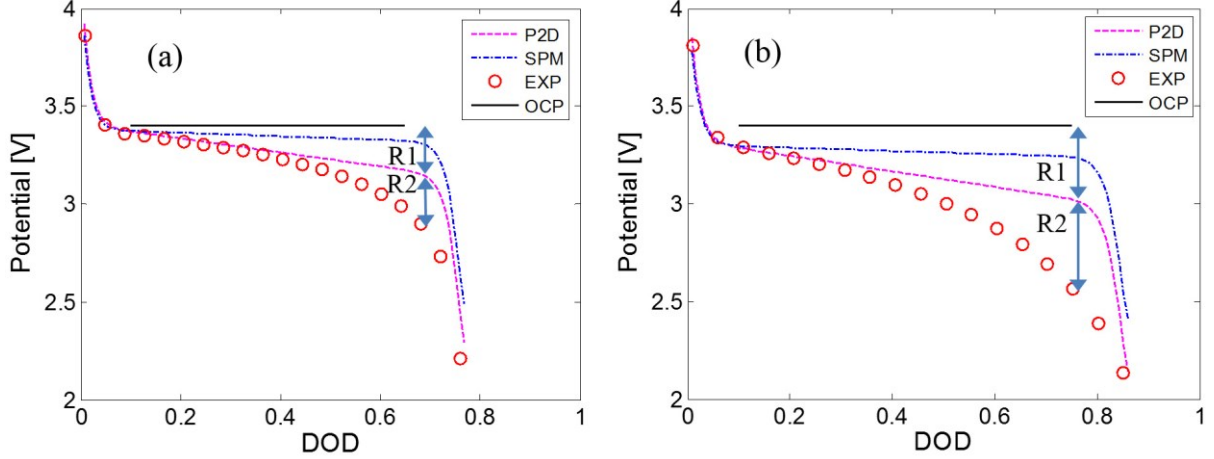 4
3.5
3
2.5
2
Potential [V]
(a)
P2D
SPM
EXP
OCP
R1
R2
0
0.2
0.4
0.6
0.8
1
DOD
4
3.5
3
2.5
2
Potential [V]
(b)
P2D
SPM
EXP
OCP
R1
R2
0
0.2
0.4
0.6
0.8
1
DOD